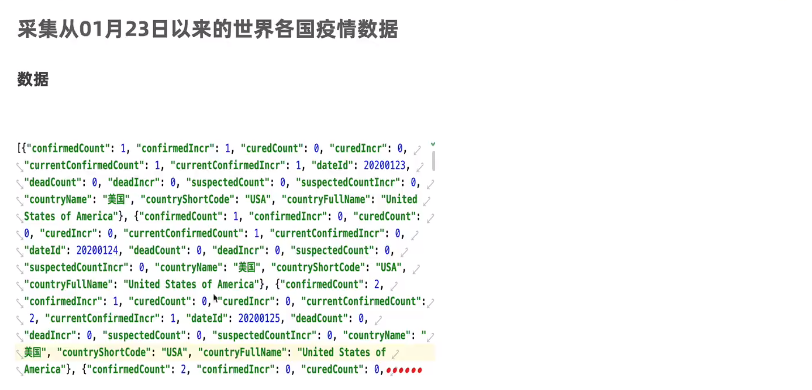 采集从01月23日以来的世界各国疫情数据
数据
[{"confirmedCount": 1, "confirmedIncr": 1, "curedCount": 0, "curedIncr": 0,
"currentConfirmedCount": 1, "currentConfirmedIncr": 1, "dateId": 20200123,
"deadCount": 0, "deadIncr": 0, "suspectedCount": 0, "suspectedCountIncr": 0,
"countryName": "美国", "countryShortCode": "USA", "countryFullName": "United
States of America"}, {"confirmedCount": 1, "confirmedIncr": 0, "curedCount":
0, "curedIncr": 0, "currentConfirmedCount": 1, "currentConfirmedIncr": 0,
"dateId": 20200124, "deadCount": 0, "deadIncr": 0, "suspectedCount": 0,
"suspectedCountIncr": 0, "countryName": "美国", "countryShortCode": "USA",
"countryFullName": "United States of America"}, {"confirmedCount": 2,
"confirmedIncr": 1, "curedCount": 0, "curedIncr": 0, "currentConfirmedCount":
2, "currentConfirmedIncr": 1, "dateId": 20200125, "deadCount": 0,
"deadIncr": 0, "suspectedCount": 0, "suspectedCountIncr": 0, "countryName": "
美国", "countryShortCode": "USA", "countryFullName": "United States of
America"}, {"confirmedCount": 2, "confirmedIncr": 0, "curedCount": 0,